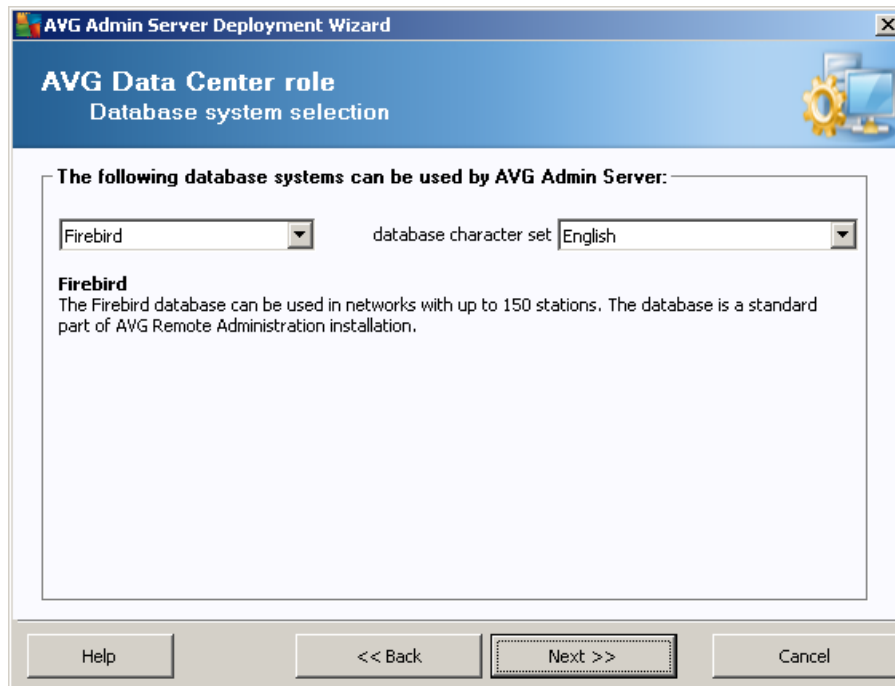 AVG Admin Server Deployment Wizard
AVG Data Center role
Database system selection
The following database systems can be used by AVG Admin Server:
Firebird database character set English
Firebird
The Firebird database can be used in networks with up to 150 stations. The database is a standard
part of AVG Remote Administration installation.
Help << Back Next >> Cancel